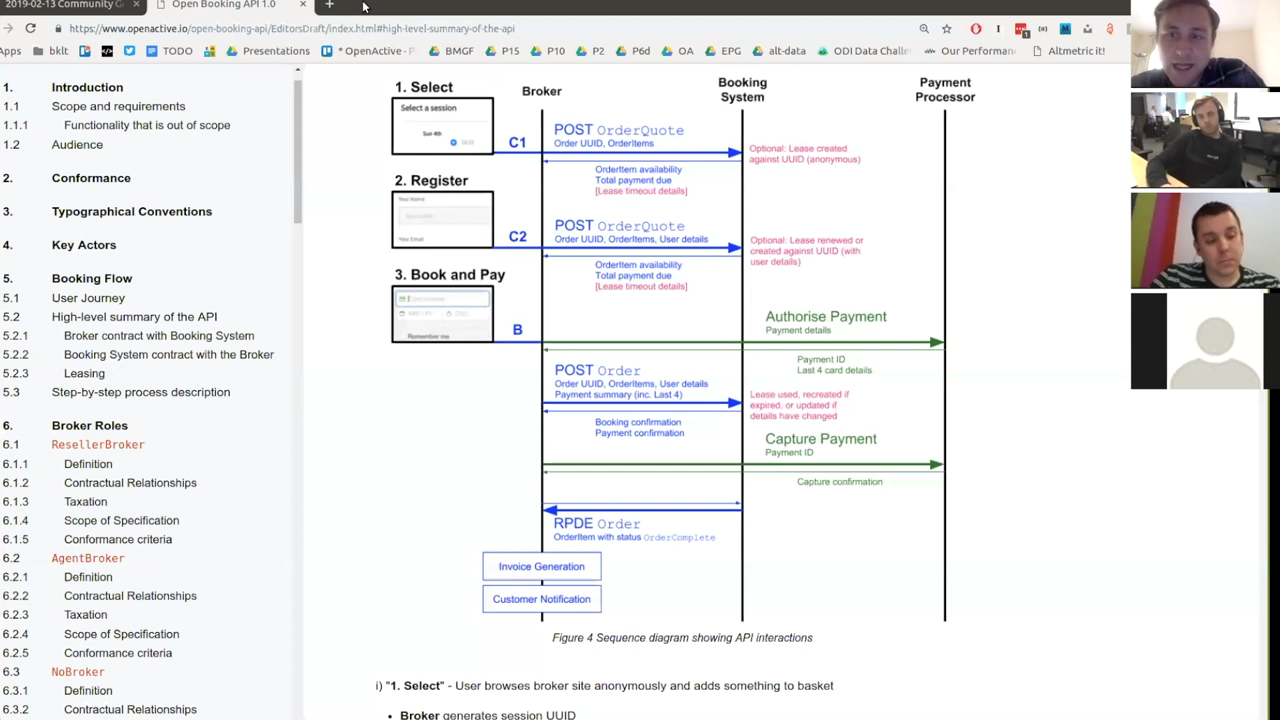 2019-02-13 Community G
Open Booking API 1.0
https://www.openactive.io/open-booking-api/EditorsDraft/index.html#high-level-summary-of-the-api
Apps
bklt
TODO
Presentations
* OpenActive -
BMGF
P15
P10
P2
P6d
OA
EPG
alt-data
ODI Data Challe
Our Performan
Altmetric it!
1. Introduction
1.1 Scope and requirements
1.1.1 Functionality that is out of scope
1.2 Audience
2. Conformance
3. Typographical Conventions
4. Key Actors
5. Booking Flow
5.1 User Journey
5.2 High-level summary of the API
5.2.1 Broker contract with Booking System
5.2.2 Booking System contract with the Broker
5.2.3 Leasing
5.3 Step-by-step process description
6. Broker Roles
6.1 ResellerBroker
6.1.1 Definition
6.1.2 Contractual Relationships
6.1.3 Taxation
6.1.4 Scope of Specification
6.1.5 Conformance criteria
6.2 AgentBroker
6.2.1 Definition
6.2.2 Contractual Relationships
6.2.3 Taxation
6.2.4 Scope of Specification
6.2.5 Conformance criteria
6.3 NoBroker
6.3.1 Definition
6.3.2 Contractual Relationships
Broker
Booking
System
Payment
Processor
1. Select
Select a session
Sun 4th
C1
POST OrderQuote
Order UUID, OrderItems
Optional: Lease created
against UUID (anonymous)
OrderItem availability
Total payment due
[Lease timeout details]
2. Register
Your Name
Your Email
C2
POST OrderQuote
Order UUID, OrderItems, User details
Optional: Lease renewed or
created against UUID (with
user details)
OrderItem availability
Total payment due
[Lease timeout details]
3. Book and Pay
Remember me
B
Authorise Payment
Payment details
Payment ID
Last 4 card details
POST Order
Order UUID, OrderItems, User details
Payment summary (inc. Last 4)
Lease used, recreated if
expired, or updated if
details have changed
Booking confirmation
Payment confirmation
Capture Payment
Payment ID
Capture confirmation
RPDE Order
OrderItem with status OrderComplete
Invoice Generation
Customer Notification
Figure 4 Sequence diagram showing API interactions
i) "1. Select" - User browses broker site anonymously and adds something to basket
• Broker generates session UUID